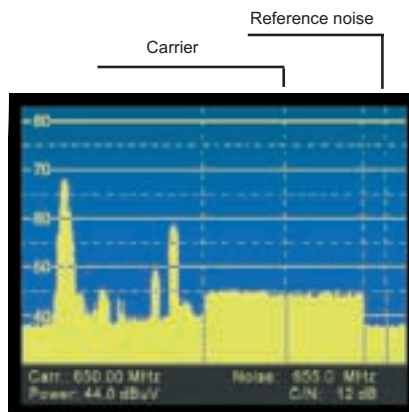 Reference noise
Carrier
80
70
60
50
40
Carr: 650.00 MHz Noise: 655.0 MHz
Power: 44.0 dBuV C/N: 12 dB